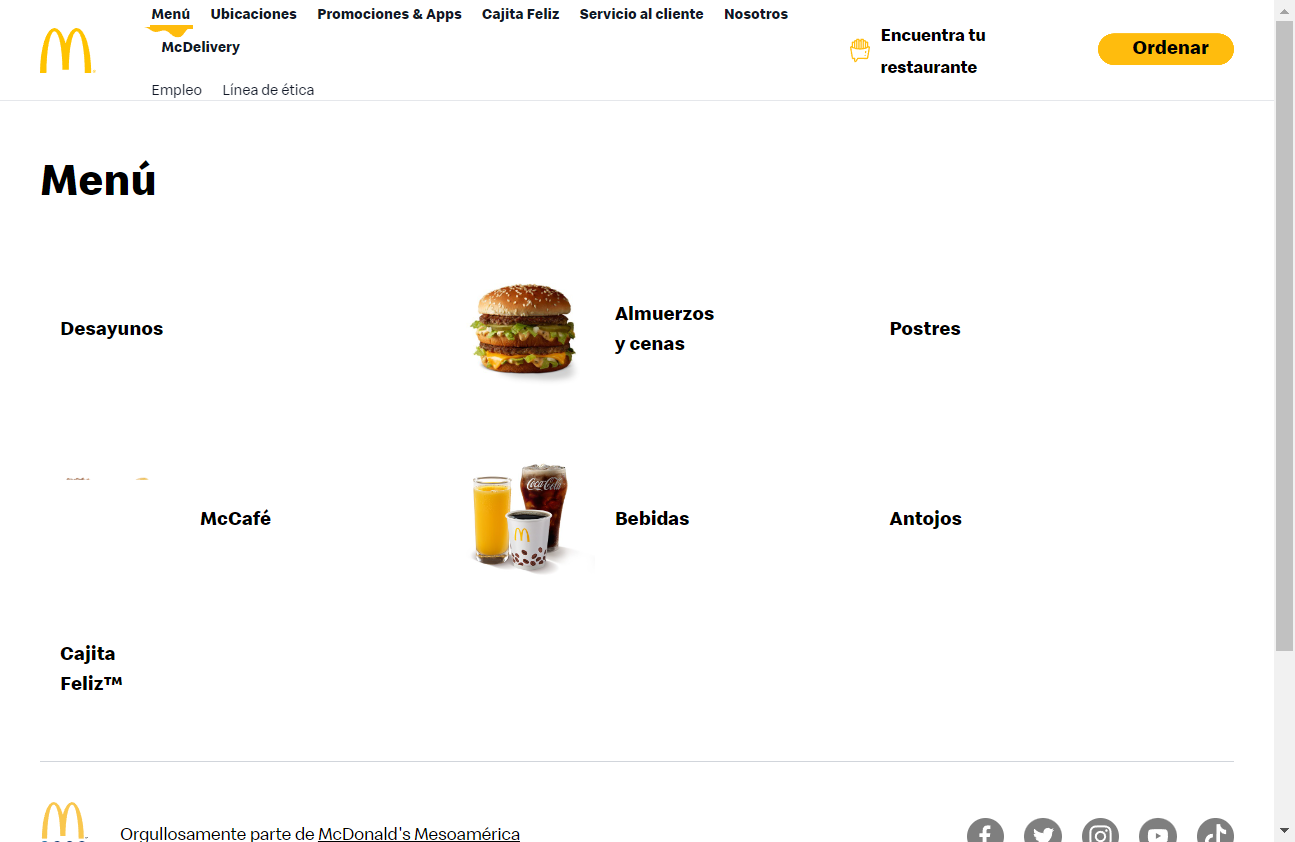 Menú Ubicaciones Promociones & Apps Cajita Feliz Servicio al cliente Nosotros
McDelivery
Encuentra tu
restaurante
Ordenar
Empleo Línea de ética
Menú
Desayunos
Almuerzos
y cenas
Postres
McCafé
Coca-Cola
Bebidas
Antojos
Cajita
Feliz™
Orgullosamente parte de McDonald's Mesoamérica